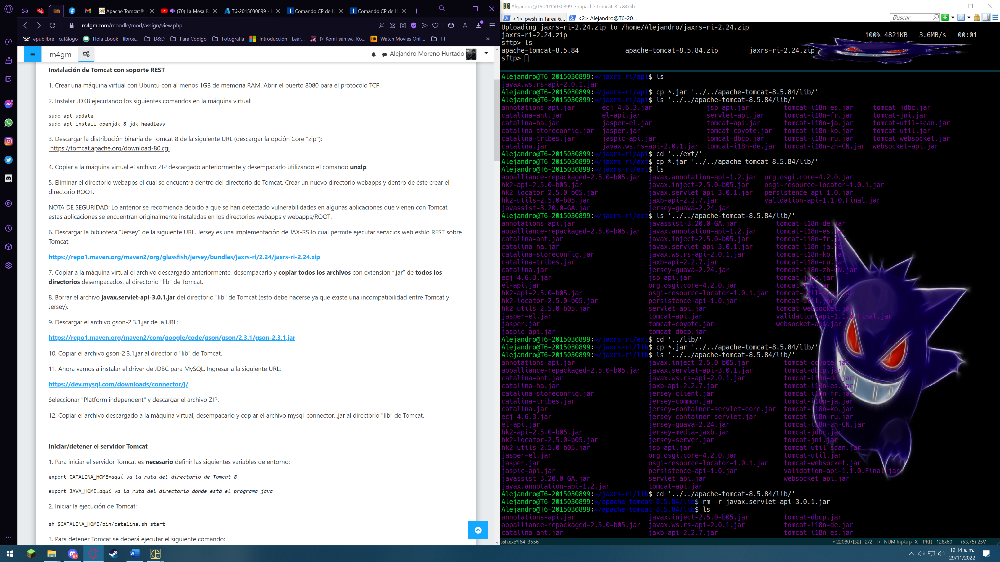 Apache Tomcat®
(70) La Mesa R
T6-2015030899 - M
Comando CP de Li
Comando CP de Li
m4gm.com/moodle/mod/assign/view.php
epublibre - catálogo
Hola Ebook - libros...
D&D
Para Codigo
Fotografia
Introducción - Lear...
ᐅ Komi-san wa, Ko...
Watch Movies Onli...
TT
»
m4gm
Alejandro Moreno Hurtado
Instalación de Tomcat con soporte REST
1. Crear una máquina virtual con Ubuntu con al menos 1GB de memoria RAM. Abrir el puerto 8080 para el protocolo TCP.
2. Instalar JDK8 ejecutando los siguientes comandos en la máquina virtual:
sudo apt update
sudo apt install openjdk-8-jdk-headless
3. Descargar la distribución binaria de Tomcat 8 de la siguiente URL (descargar la opción Core "zip"):
https://tomcat.apache.org/download-80.cgi
4. Copiar a la máquina virtual el archivo ZIP descargado anteriormente y desempacarlo utilizando el comando unzip.
5. Eliminar el directorio webapps el cual se encuentra dentro del directorio de Tomcat. Crear un nuevo directorio webapps y dentro de éste crear el
directorio ROOT.
NOTA DE SEGURIDAD: Lo anterior se recomienda debido a que se han detectado vulnerabilidades en algunas aplicaciones que vienen con Tomcat,
estas aplicaciones se encuentran originalmente instaladas en los directorios webapps y webapps/ROOT.
6. Descargar la biblioteca "Jersey" de la siguiente URL. Jersey es una implementación de JAX-RS lo cual permite ejecutar servicios web estilo REST sobre
Tomcat:
https://repo1.maven.org/maven2/org/glassfish/jersey/bundles/jaxrs-ri/2.24/jaxrs-ri-2.24.zip
7. Copiar a la máquina virtual el archivo descargado anteriormente, desempacarlo y copiar todos los archivos con extensión “.jar” de todos los
directorios desempacados, al directorio "lib" de Tomcat.
8. Borrar el archivo javax.servlet-api-3.0.1.jar del directorio "lib" de Tomcat (esto debe hacerse ya que existe una incompatibilidad entre Tomcat y
Jersey).
9. Descargar el archivo gson-2.3.1.jar de la URL:
https://repo1.maven.org/maven2/com/google/code/gson/gson/2.3.1/gson-2.3.1.jar
10. Copiar el archivo gson-2.3.1.jar al directorio "lib" de Tomcat.
11. Ahora vamos a instalar el driver de JDBC para MySQL. Ingresar a la siguiente URL:
https://dev.mysql.com/downloads/connector/j/
Seleccionar “Platform independent" y descargar el archivo ZIP.
12. Copiar el archivo descargado a la máquina virtual, desempacarlo y copiar el archivo mysql-connector...jar al directorio "lib" de Tomcat.
Iniciar/detener el servidor Tomcat
1. Para iniciar el servidor Tomcat es necesario definir las siguientes variables de entorno:
export CATALINA_HOME=aquí va la ruta del directorio de Tomcat 8
export JAVA_HOME=aquí va la ruta del directorio donde está el programa java
2. Iniciar la ejecución de Tomcat:
sh $CATALINA_HOME/bin/catalina.sh start
3. Para detener Tomcat se deberá ejecutar el siguiente comando:
Alejandro@T6-2015030899: ~/apache-tomcat-8.5.84/lib
<1> pwsh in Tarea 6...
<2> Alejandro@T6-20...
Buscar
Uploading jaxrs-ri-2.24.zip to /home/Alejandro/jaxrs-ri-2.24.zip
jaxrs-ri-2.24.zip 100% 4821KB 3.6MB/s 00:01
sftp> ls
apache-tomcat-8.5.84 apache-tomcat-8.5.84.zip jaxrs-ri-2.24.zip
sftp>
Alejandro@T6-2015030899:~/jaxrs-ri/api$ ls
javax.ws.rs-api-2.0.1.jar
Alejandro@T6-2015030899:~/jaxrs-ri/api$ cp *.jar '../../apache-tomcat-8.5.84/lib/'
Alejandro@T6-2015030899:~/jaxrs-ri/api$ ls '../../apache-tomcat-8.5.84/lib/'
annotations-api.jar ecj-4.6.3.jar jsp-api.jar tomcat-i18n-es.jar tomcat-jdbc.jar
catalina-ant.jar el-api.jar servlet-api.jar tomcat-i18n-fr.jar tomcat-jni.jar
catalina-ha.jar jasper-el.jar tomcat-api.jar tomcat-i18n-ja.jar tomcat-util-scan.jar
catalina-storeconfig.jar jasper.jar tomcat-coyote.jar tomcat-i18n-ko.jar tomcat-util.jar
catalina-tribes.jar jaspic-api.jar tomcat-dbcp.jar tomcat-i18n-ru.jar tomcat-websocket.jar
catalina.jar javax.ws.rs-api-2.0.1.jar tomcat-i18n-de.jar tomcat-i18n-zh-CN.jar websocket-api.jar
Alejandro@T6-2015030899:~/jaxrs-ri/api$ cd '../ext/'
Alejandro@T6-2015030899:~/jaxrs-ri/ext$ cp *.jar '../../apache-tomcat-8.5.84/lib/'
Alejandro@T6-2015030899:~/jaxrs-ri/ext$ ls
aopalliance-repackaged-2.5.0-b05.jar javax.annotation-api-1.2.jar org.osgi.core-4.2.0.jar
hk2-api-2.5.0-b05.jar javax.inject-2.5.0-b05.jar osgi-resource-locator-1.0.1.jar
hk2-locator-2.5.0-b05.jar javax.servlet-api-3.0.1.jar persistence-api-1.0.jar
hk2-utils-2.5.0-b05.jar jaxb-api-2.2.7.jar validation-api-1.1.0.Final.jar
javassist-3.20.0-GA.jar jersey-guava-2.24.jar
Alejandro@T6-2015030899:~/jaxrs-ri/ext$ ls '../../apache-tomcat-8.5.84/lib/'
annotations-api.jar javassist-3.20.0-GA.jar tomcat-i18n-de.jar
aopalliance-repackaged-2.5.0-b05.jar javax.annotation-api-1.2.jar tomcat-i18n-es.jar
catalina-ant.jar javax.inject-2.5.0-b05.jar tomcat-i18n-fr.jar
catalina-ha.jar javax.servlet-api-3.0.1.jar tomcat-i18n-ja.jar
catalina-storeconfig.jar javax.ws.rs-api-2.0.1.jar tomcat-i18n-ko.jar
catalina-tribes.jar jaxb-api-2.2.7.jar tomcat-i18n-ru.jar
catalina.jar jersey-guava-2.24.jar tomcat-i18n-zh-CN.jar
ecj-4.6.3.jar jsp-api.jar tomcat-jdbc.jar
el-api.jar org.osgi.core-4.2.0.jar tomcat-jni.jar
hk2-api-2.5.0-b05.jar osgi-resource-locator-1.0.1.jar tomcat-util-scan.jar
hk2-locator-2.5.0-b05.jar persistence-api-1.0.jar tomcat-util.jar
hk2-utils-2.5.0-b05.jar servlet-api.jar tomcat-websocket.jar
jasper-el.jar tomcat-api.jar validation-api-1.1.0.Final.jar
jasper.jar tomcat-coyote.jar websocket-api.jar
jaspic-api.jar tomcat-dbcp.jar
Alejandro@T6-2015030899:~/jaxrs-ri/ext$ cd '../lib/'
Alejandro@T6-2015030899:~/jaxrs-ri/lib$ cp *.jar '../../apache-tomcat-8.5.84/lib/'
Alejandro@T6-2015030899:~/jaxrs-ri/lib$ ls '../../apache-tomcat-8.5.84/lib/'
annotations-api.jar javax.inject-2.5.0-b05.jar tomcat-coyote.jar
aopalliance-repackaged-2.5.0-b05.jar javax.servlet-api-3.0.1.jar tomcat-dbcp.jar
catalina-ant.jar javax.ws.rs-api-2.0.1.jar tomcat-i18n-de.jar
catalina-ha.jar jaxb-api-2.2.7.jar tomcat-i18n-es.jar
catalina-storeconfig.jar jersey-client.jar tomcat-i18n-fr.jar
catalina-tribes.jar jersey-common.jar tomcat-i18n-ja.jar
catalina.jar jersey-container-servlet-core.jar tomcat-i18n-ko.jar
ecj-4.6.3.jar jersey-container-servlet.jar tomcat-i18n-ru.jar
el-api.jar jersey-guava-2.24.jar tomcat-i18n-zh-CN.jar
hk2-api-2.5.0-b05.jar jersey-media-jaxb.jar tomcat-jdbc.jar
hk2-locator-2.5.0-b05.jar jersey-server.jar tomcat-jni.jar
hk2-utils-2.5.0-b05.jar jsp-api.jar tomcat-util-scan.jar
jasper-el.jar org.osgi.core-4.2.0.jar tomcat-util.jar
jasper.jar osgi-resource-locator-1.0.1.jar tomcat-websocket.jar
jaspic-api.jar persistence-api-1.0.jar validation-api-1.1.0.Final.jar
javassist-3.20.0-GA.jar servlet-api.jar websocket-api.jar
javax.annotation-api-1.2.jar tomcat-api.jar
Alejandro@T6-2015030899:~/jaxrs-ri/lib$ cd '../../apache-tomcat-8.5.84/lib/'
Alejandro@T6-2015030899:~/apache-tomcat-8.5.84/lib$ rm -r javax.servlet-api-3.0.1.jar
Alejandro@T6-2015030899:~/apache-tomcat-8.5.84/lib$ ls
annotations-api.jar javax.inject-2.5.0-b05.jar tomcat-dbcp.jar
aopalliance-repackaged-2.5.0-b05.jar javax.ws.rs-api-2.0.1.jar tomcat-i18n-de.jar
catalina-ant.jar jaxb-api-2.2.7.jar tomcat-i18n-es.jar
ssh.exe*[64]:3556 « 220807[32] 2/2 [+] NUM InpGrp X PRI↕ 128x60 (53,75) 25V
9+
12:14 a. m.
29/11/2022